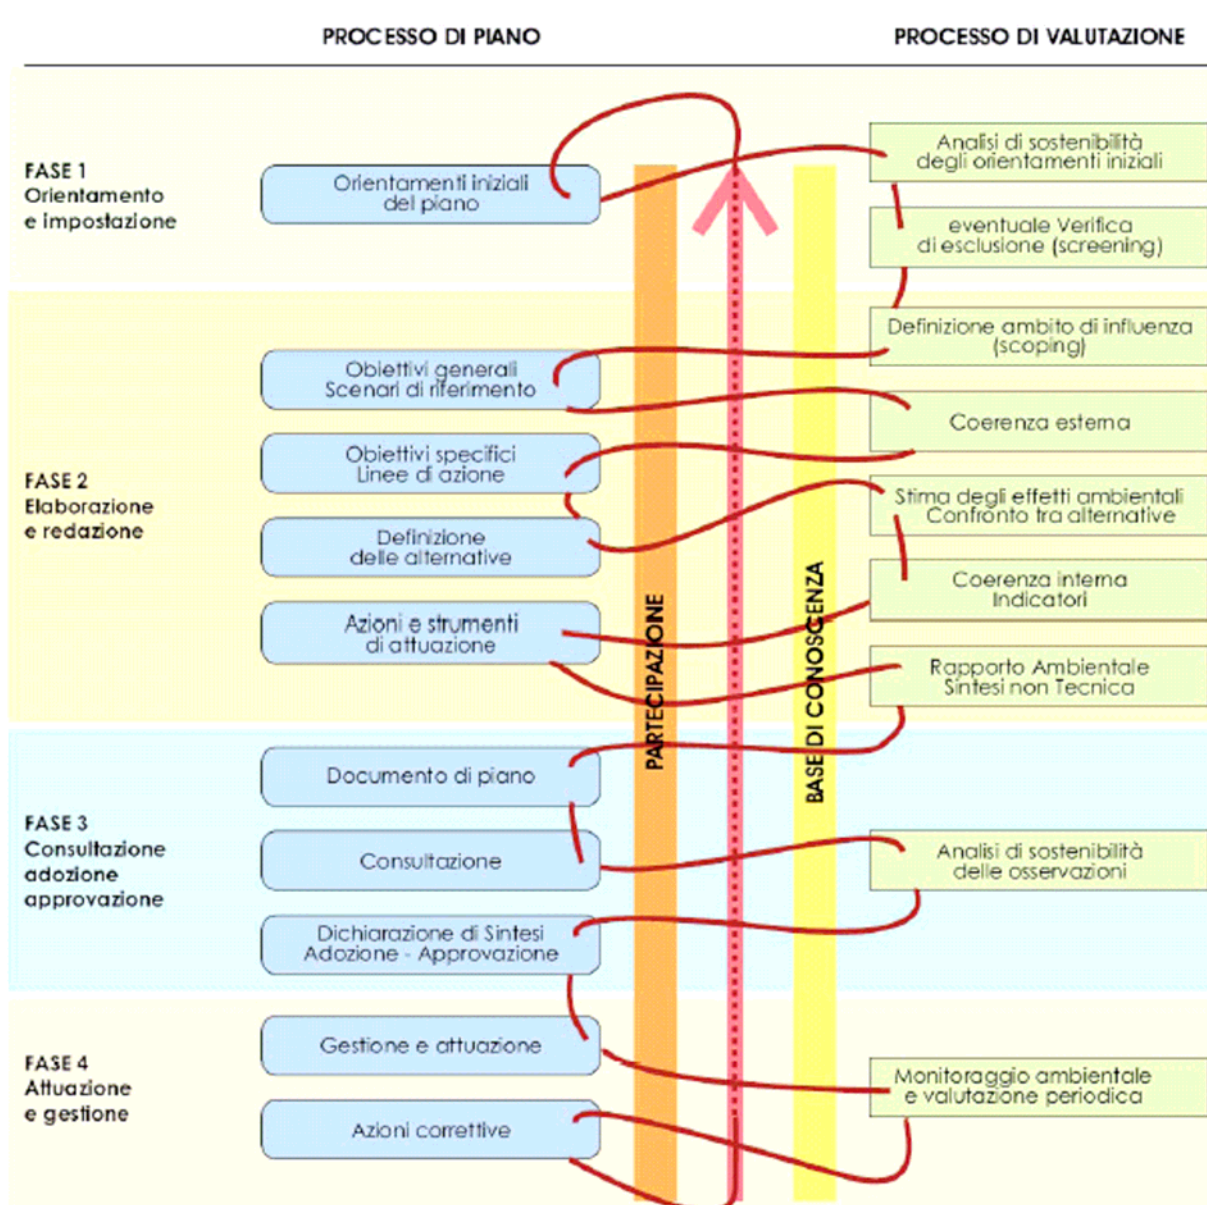 PROCESSO DI PIANO
PROCESSO DI VALUTAZIONE
FASE 1
Orientamento
e impostazione
Orientamenti iniziali
del piano
Analisi di sostenibilità
degli orientamenti iniziali
eventuale Verifica
di esclusione (screening)
FASE 2
Elaborazione
e redazione
Definizione ambito di influenza
(scoping)
Obiettivi generali
Scenari di riferimento
Coerenza esterna
Obiettivi specifici
Linee di azione
Stima degli effetti ambientali
Confronto tra alternative
Definizione
delle alternative
Coerenza interna
Indicatori
Azioni e strumenti
di attuazione
Rapporto Ambientale
Sintesi non Tecnica
PARTECIPAZIONE
BASE DI CONOSCENZA
FASE 3
Consultazione
adozione
approvazione
Documento di piano
Consultazione
Analisi di sostenibilità
delle osservazioni
Dichiarazione di Sintesi
Adozione - Approvazione
FASE 4
Attuazione
e gestione
Gestione e attuazione
Monitoraggio ambientale
e valutazione periodica
Azioni correttive